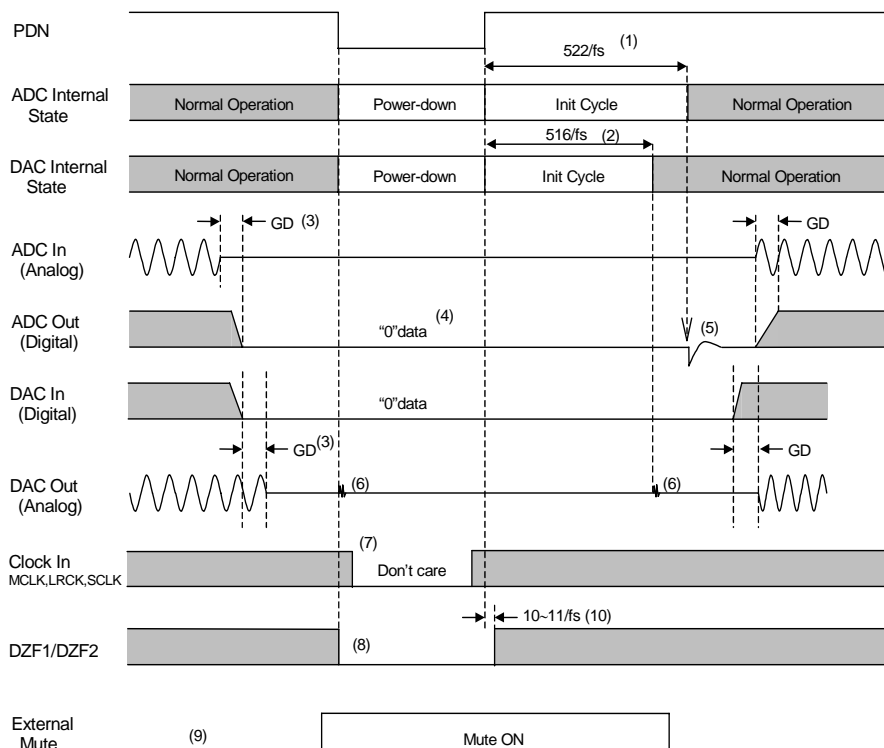 PDN
522/fs (1)
ADC Internal
State
Normal Operation
Power-down
Init Cycle
Normal Operation
516/fs (2)
DAC Internal
State
Normal Operation
Power-down
Init Cycle
Normal Operation
GD (3)
GD
ADC In
(Analog)
ADC Out
(Digital)
“0”data (4)
(5)
DAC In
(Digital)
“0”data
GD (3)
GD
DAC Out
(Analog)
(6)
(6)
Clock In
MCLK,LRCK,SCLK
(7)
Don't care
10~11/fs (10)
DZF1/DZF2
(8)
External
Mute
(9)
Mute ON